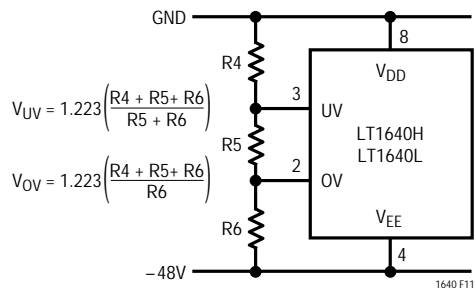 GND
8
R4
V_DD
3
UV
V_UV = 1.223(R4 + R5+ R6 / R5 + R6)
LT1640H
LT1640L
R5
2
OV
V_OV = 1.223(R4 + R5+ R6 / R6)
R6
V_EE
4
–48V
1640 F11